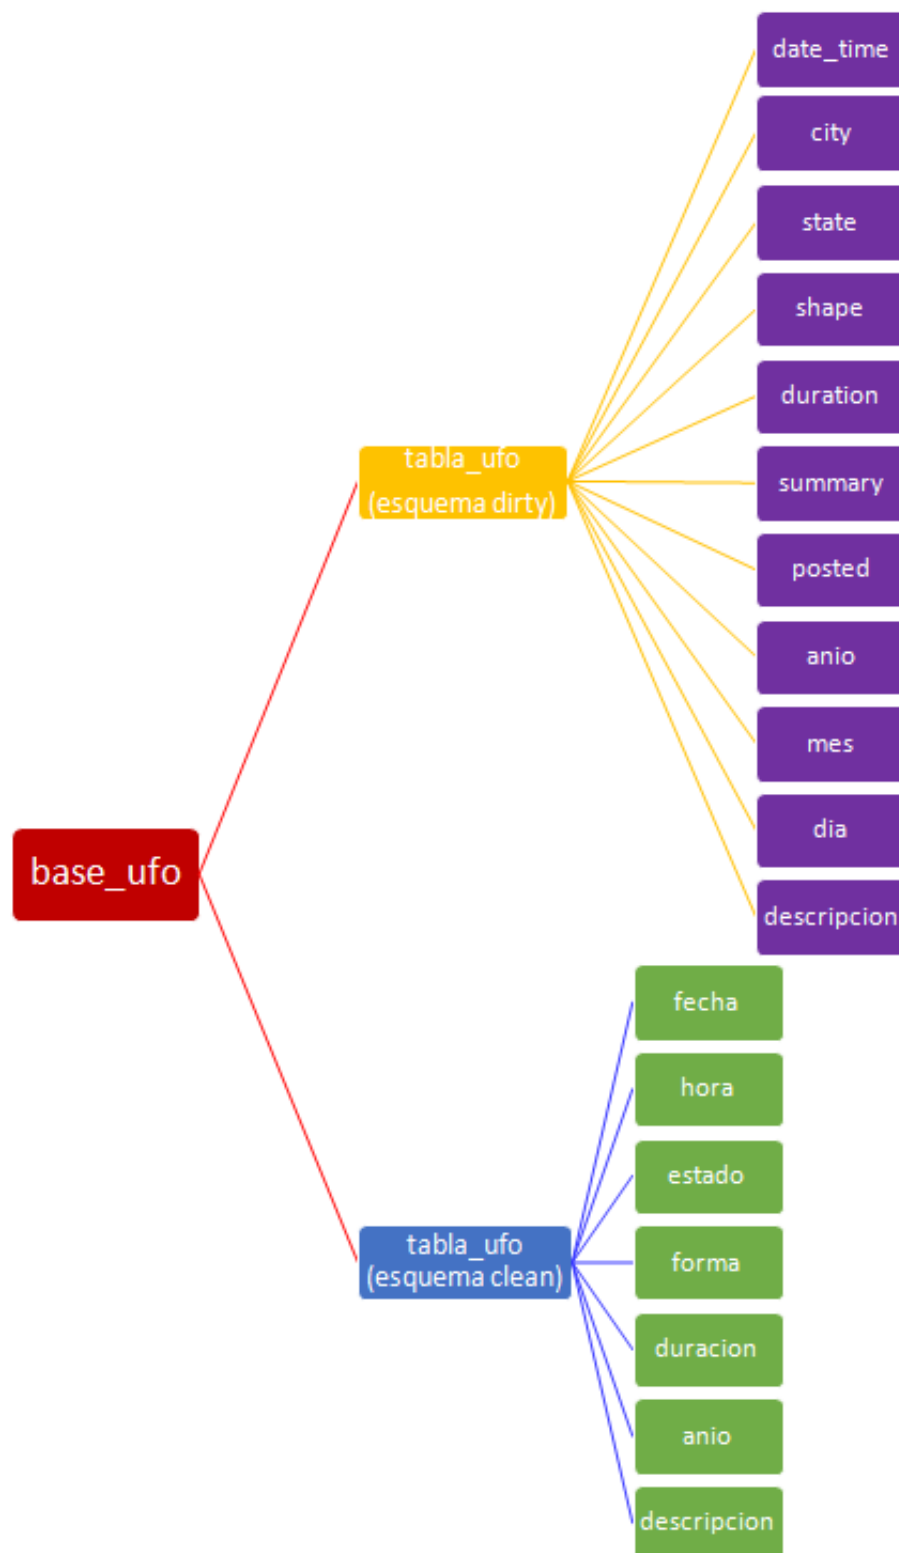 date_time
city
state
shape
duration
tabla_ufo
(esquema dirty)
summary
posted
anio
mes
dia
descripcion
base_ufo
fecha
hora
estado
tabla_ufo
(esquema clean)
forma
duracion
anio
descripcion